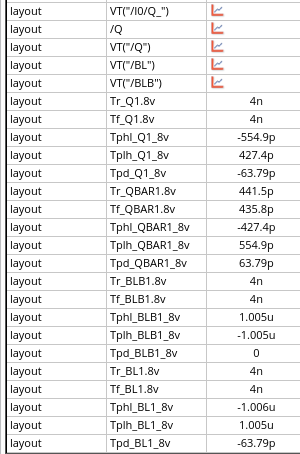 layout VT("/I0/Q_")
layout /Q
layout VT("/Q")
layout VT("/BL")
layout VT("/BLB")
layout Tr_Q1.8v 4n
layout Tf_Q1.8v 4n
layout Tphl_Q1_8v -554.9p
layout Tplh_Q1_8v 427.4p
layout Tpd_Q1_8v -63.79p
layout Tr_QBAR1.8v 441.5p
layout Tf_QBAR1.8v 435.8p
layout Tphl_QBAR1_8v -427.4p
layout Tplh_QBAR1_8v 554.9p
layout Tpd_QBAR1_8v 63.79p
layout Tr_BLB1.8v 4n
layout Tf_BLB1.8v 4n
layout Tphl_BLB1_8v 1.005u
layout Tplh_BLB1_8v -1.005u
layout Tpd_BLB1_8v 0
layout Tr_BL1.8v 4n
layout Tf_BL1.8v 4n
layout Tphl_BL1_8v -1.006u
layout Tplh_BL1_8v 1.005u
layout Tpd_BL1_8v -63.79p